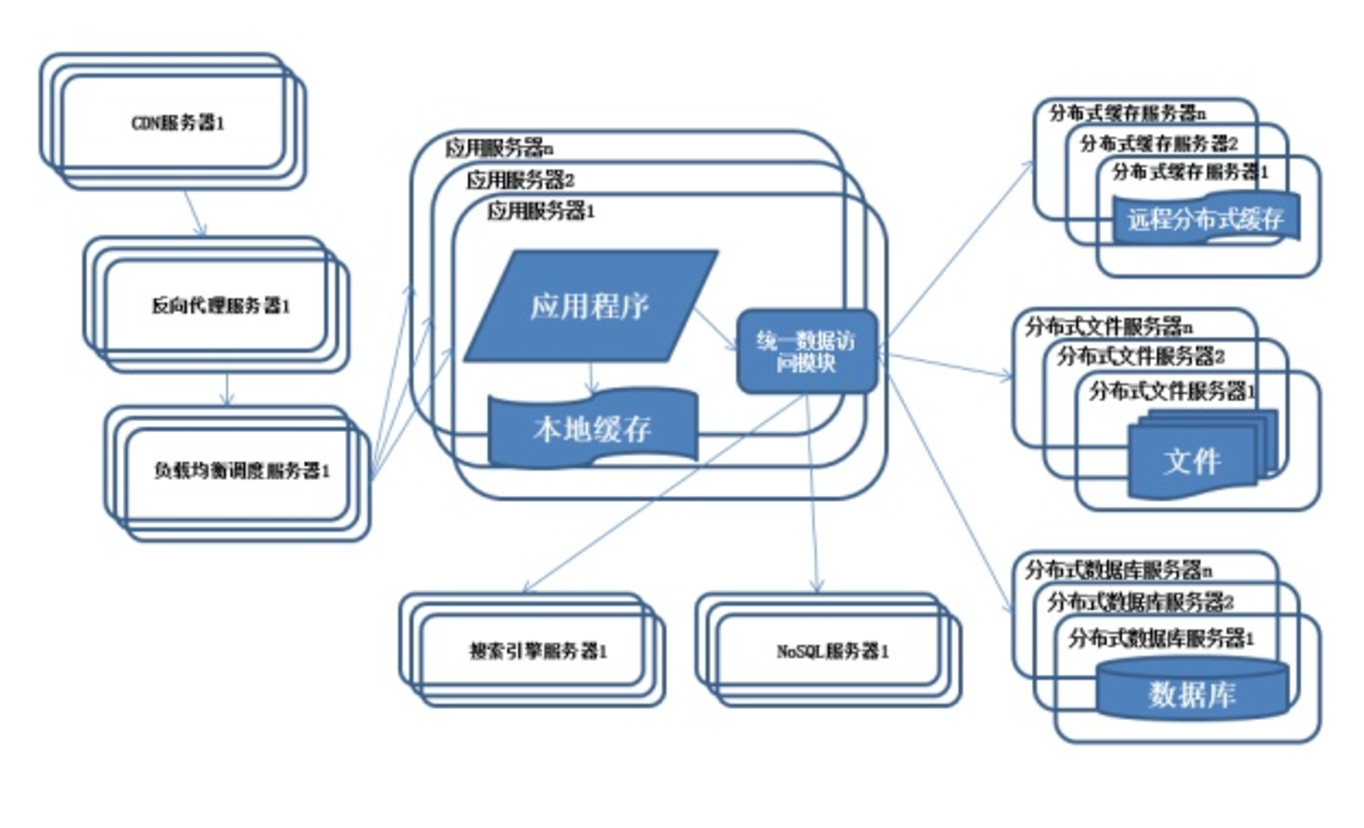 CDN服务器1
反向代理服务器1
负载均衡调度服务器1
应用服务器n
应用服务器2
应用服务器1
应用程序
统一数据访
问模块
本地缓存
搜索引擎服务器1
NoSQL服务器1
分布式缓存服务器n
分布式缓存服务器2
分布式缓存服务器1
远程分布式缓存
分布式文件服务器n
分布式文件服务器2
分布式文件服务器1
文件
分布式数据库服务器n
分布式数据库服务器2
分布式数据库服务器1
数据库